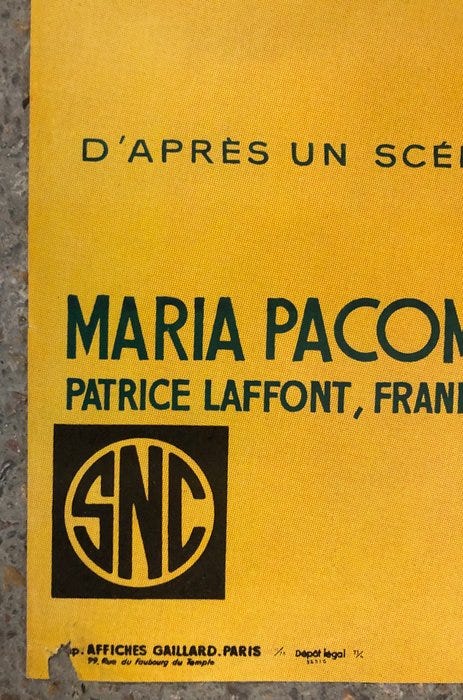 D'APRÈS UN SCÉ
MARIA PACOM
PATRICE LAFFONT, FRAN
SNC
p. AFFICHES GAILLARD. PARIS Dépôt légal
99, Rue du Faubourg du Temple